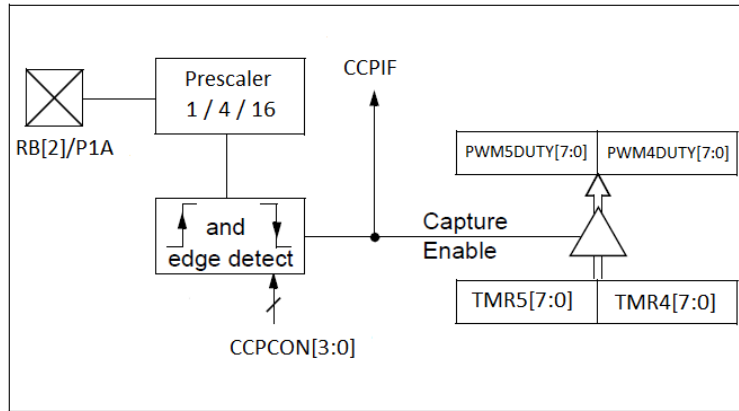 CCPIF
Prescaler
1 / 4 / 16
RB[2]/P1A
PWM5DUTY[7:0] PWM4DUTY[7:0]
and
edge detect
Capture
Enable
TMR5[7:0] TMR4[7:0]
CCPCON[3:0]